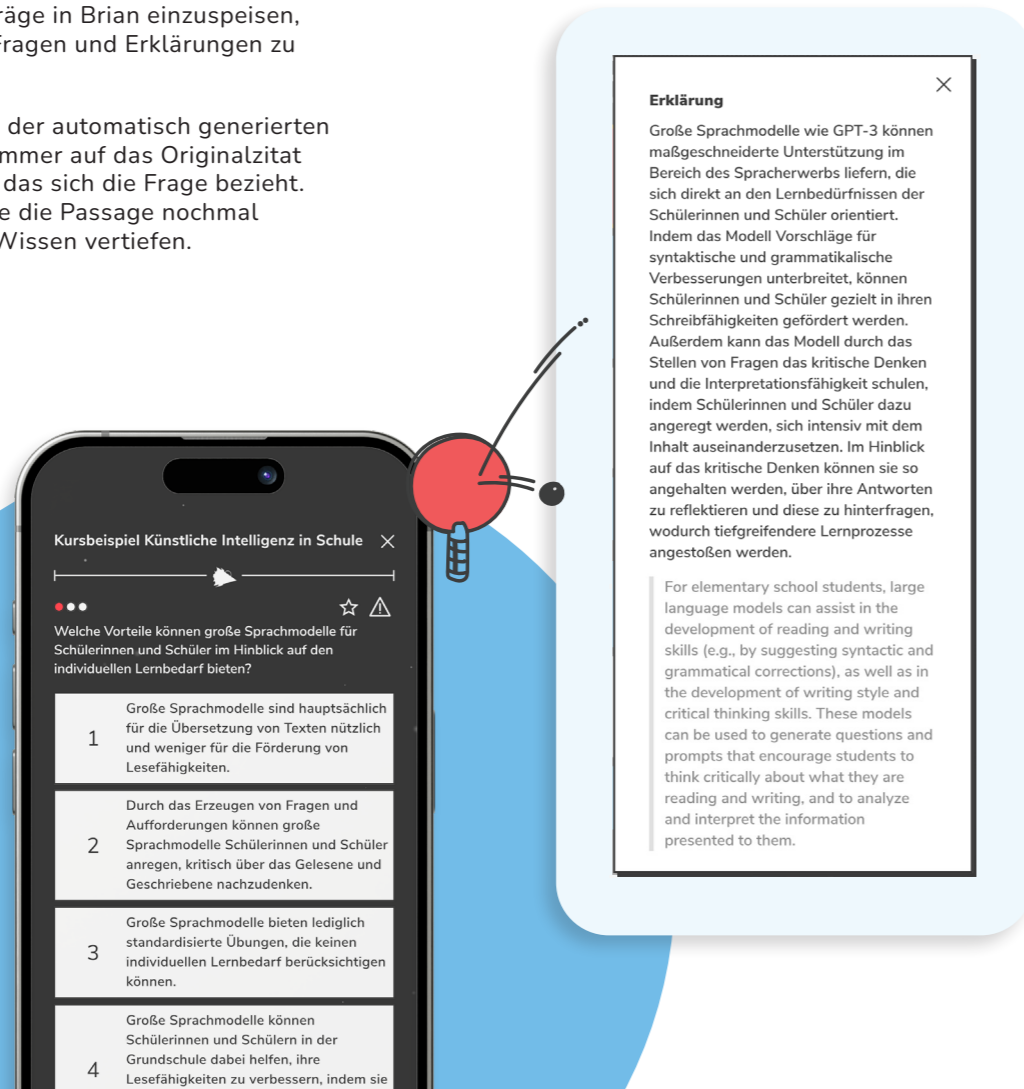 räge in Brian einzuspeisen,
Fragen und Erklärungen zu
der automatisch generierten
mmer auf das Originalzitat
das sich die Frage bezieht.
e die Passage nochmal
Wissen vertiefen.
Kursbeispiel Künstliche Intelligenz in Schule
Welche Vorteile können große Sprachmodelle für
Schülerinnen und Schüler im Hinblick auf den
individuellen Lernbedarf bieten?
1
Große Sprachmodelle sind hauptsächlich
für die Übersetzung von Texten nützlich
und weniger für die Förderung von
Lesefähigkeiten.
2
Durch das Erzeugen von Fragen und
Aufforderungen können große
Sprachmodelle Schülerinnen und Schüler
anregen, kritisch über das Gelesene und
Geschriebene nachzudenken.
3
Große Sprachmodelle bieten lediglich
standardisierte Übungen, die keinen
individuellen Lernbedarf berücksichtigen
können.
4
Große Sprachmodelle können
Schülerinnen und Schülern in der
Grundschule dabei helfen, ihre
Lesefähigkeiten zu verbessern, indem sie
Erklärung
Große Sprachmodelle wie GPT-3 können
maßgeschneiderte Unterstützung im
Bereich des Spracherwerbs liefern, die
sich direkt an den Lernbedürfnissen der
Schülerinnen und Schüler orientiert.
Indem das Modell Vorschläge für
syntaktische und grammatikalische
Verbesserungen unterbreitet, können
Schülerinnen und Schüler gezielt in ihren
Schreibfähigkeiten gefördert werden.
Außerdem kann das Modell durch das
Stellen von Fragen das kritische Denken
und die Interpretationsfähigkeit schulen,
indem Schülerinnen und Schüler dazu
angeregt werden, sich intensiv mit dem
Inhalt auseinanderzusetzen. Im Hinblick
auf das kritische Denken können sie so
angehalten werden, über ihre Antworten
zu reflektieren und diese zu hinterfragen,
wodurch tiefgreifendere Lernprozesse
angestoßen werden.
For elementary school students, large
language models can assist in the
development of reading and writing
skills (e.g., by suggesting syntactic and
grammatical corrections), as well as in
the development of writing style and
critical thinking skills. These models
can be used to generate questions and
prompts that encourage students to
think critically about what they are
reading and writing, and to analyze
and interpret the information
presented to them.